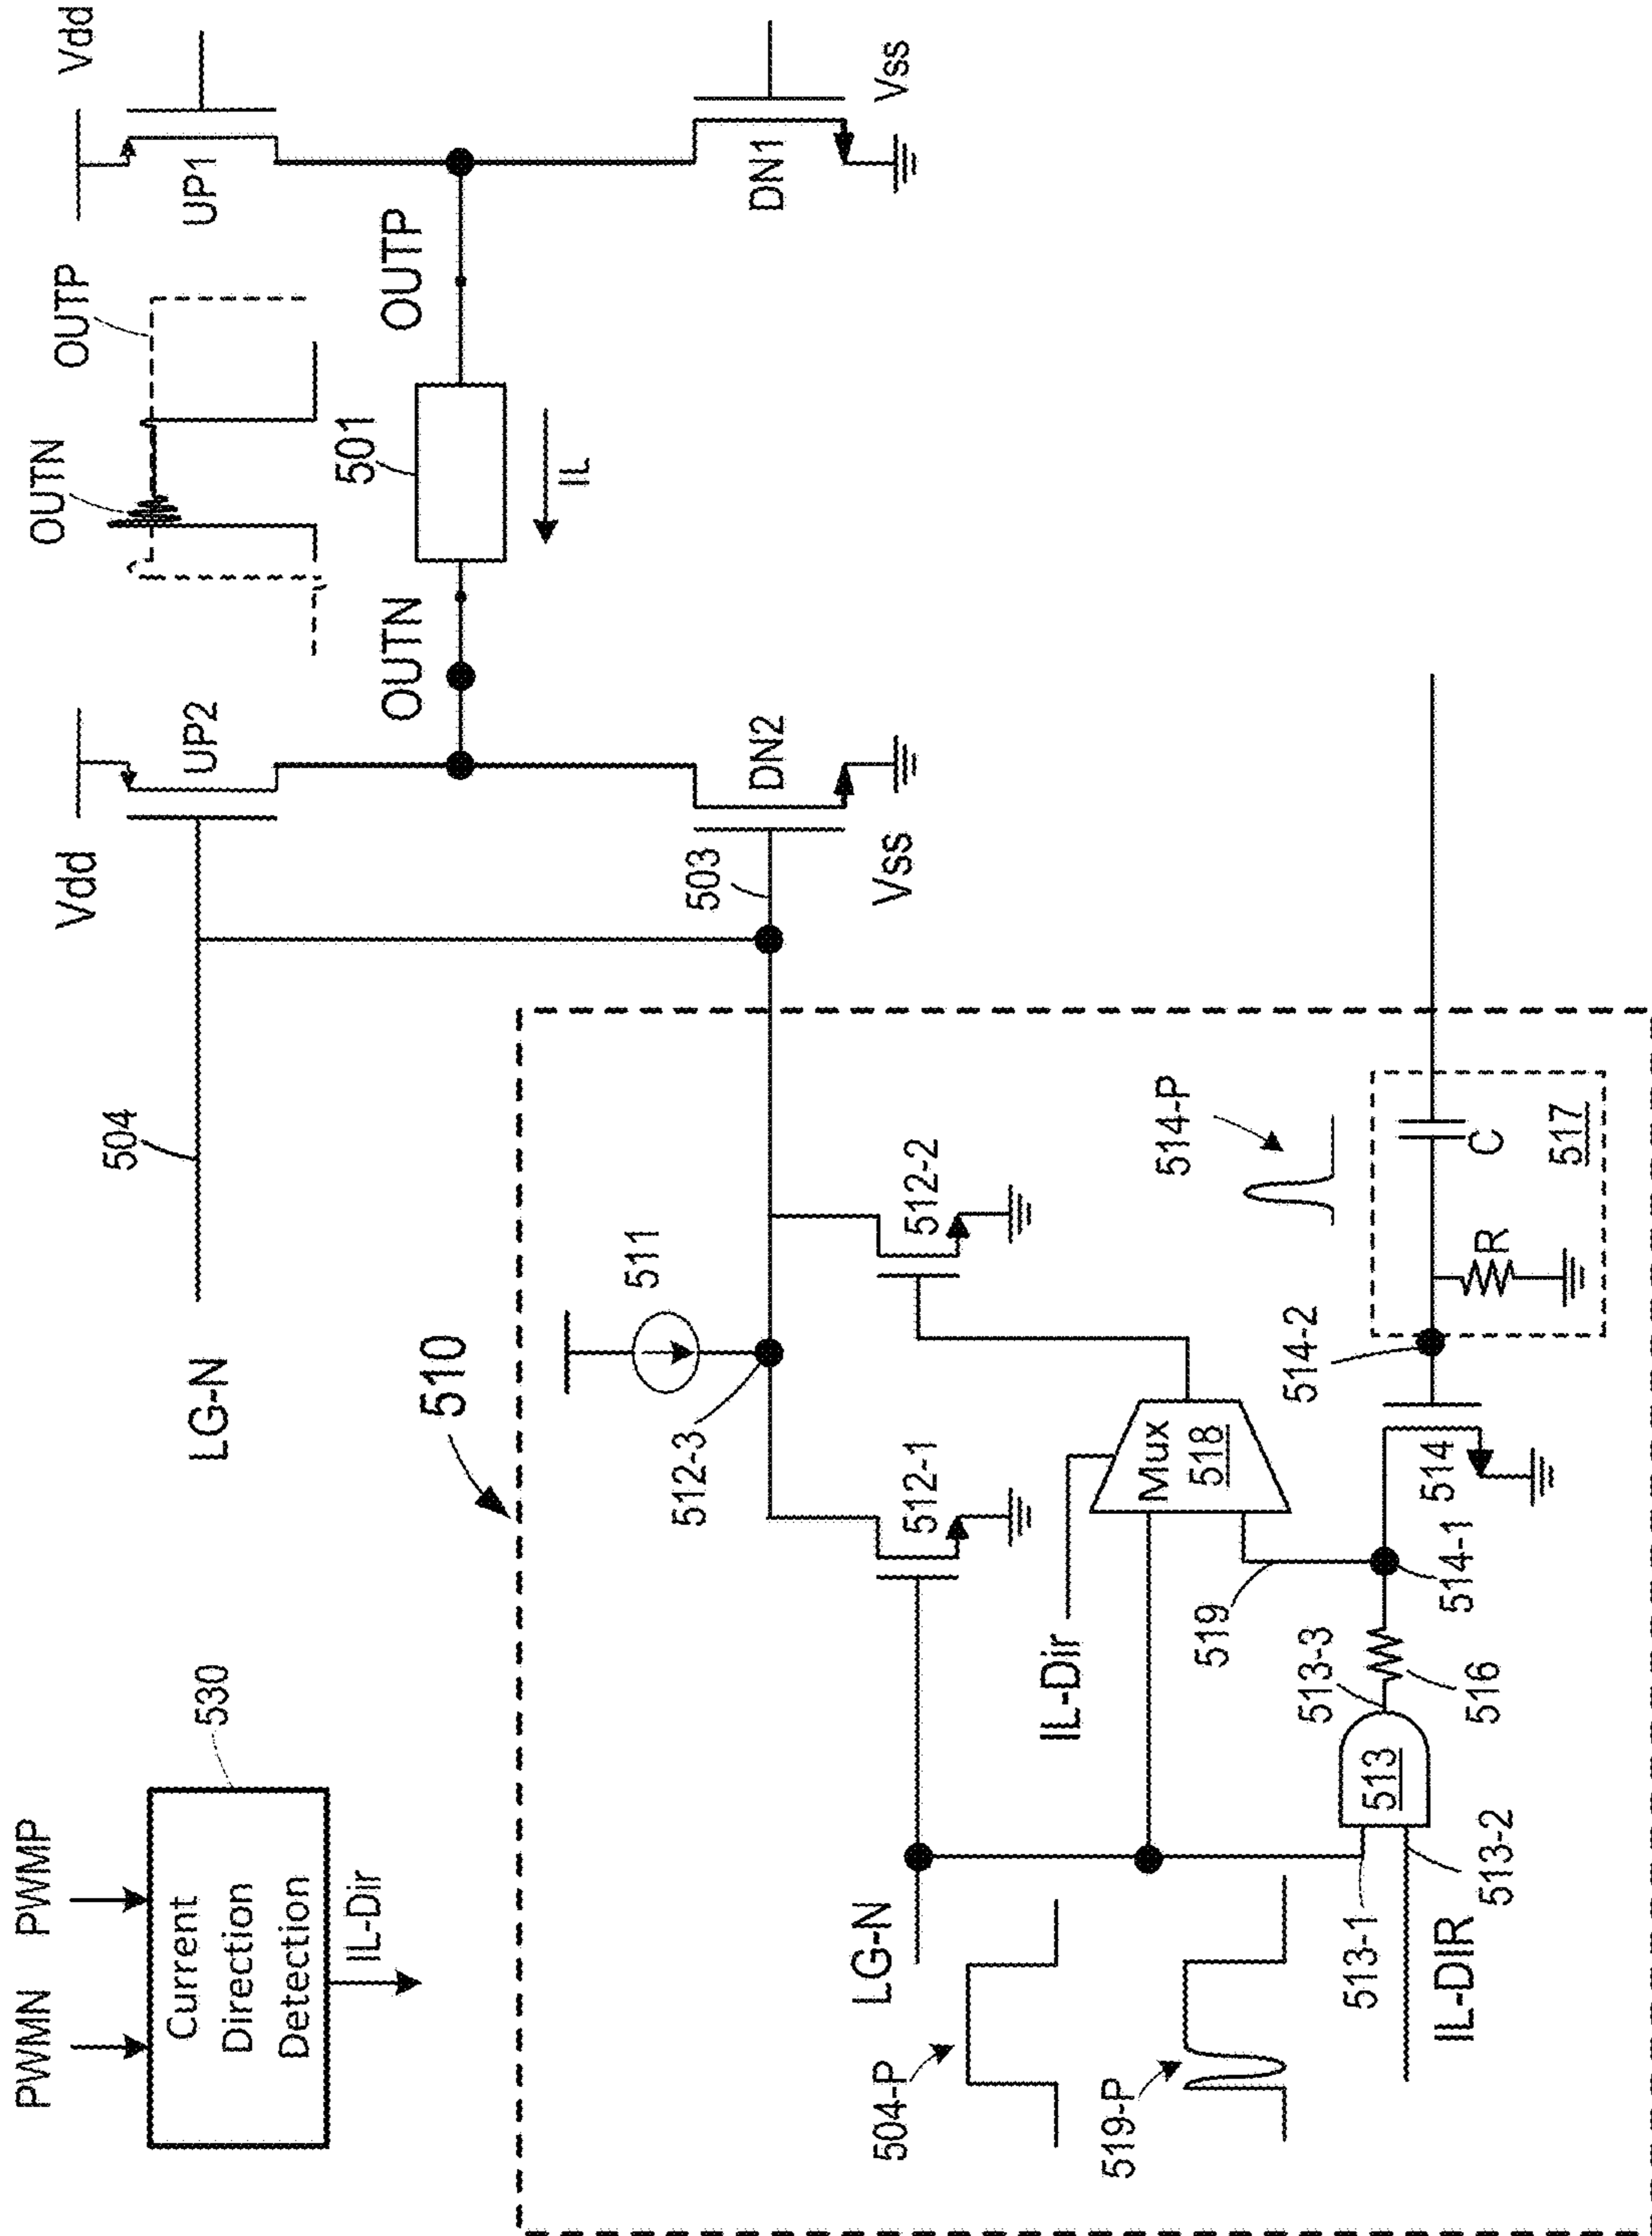 PWMN
PWMP
Current
Direction
Detection
530
IL-Dir
LG-N
504
Vdd
UP2
OUTN
OUTP
Vdd
UP1
OUTN
501
OUTP
IL
503
DN2
Vss
DN1
Vss
510
511
512-3
512-1
512-2
LG-N
504-P
519-P
IL-Dir
Mux
518
519
514-P
513-1
513
513-2
513-3
516
IL-DIR
514-1
514
514-2
R
C
517